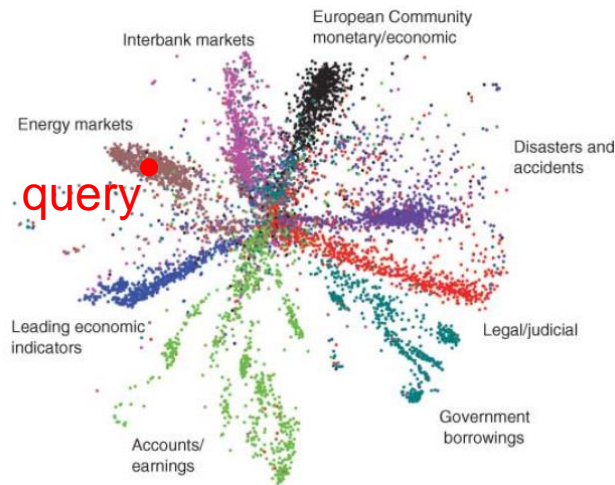 European Community
monetary/economic
Interbank markets
Energy markets
Disasters and
accidents
query
Leading economic
indicators
Legal/judicial
Government
borrowings
Accounts/
earnings